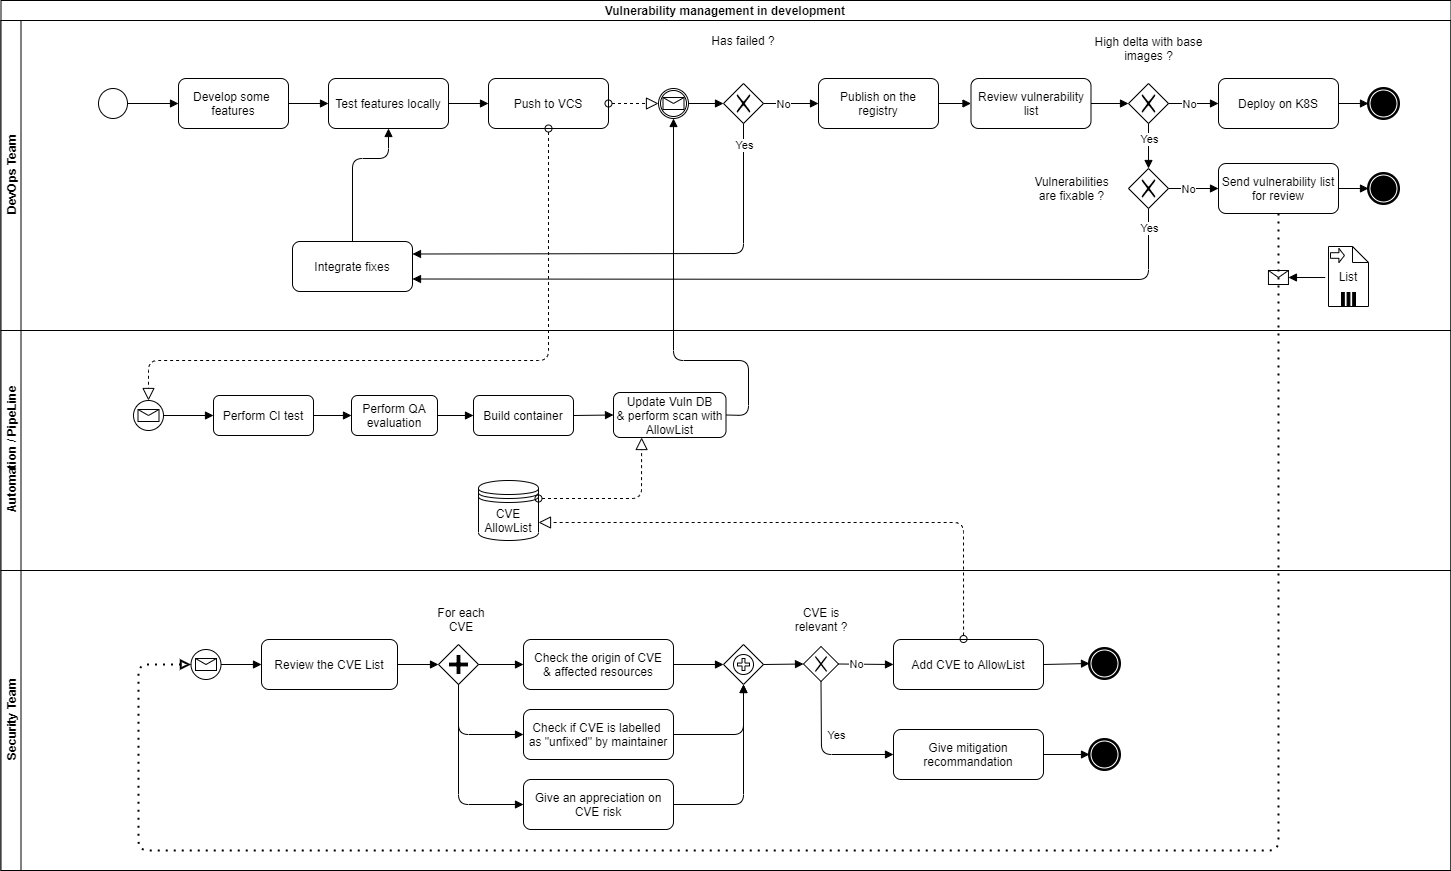 Vulnerability management in development
DevOps Team
Has failed ?
High delta with base
images ?
Develop some
features
Test features locally
Push to VCS
No
Publish on the
registry
Review vulnerability
list
No
Deploy on K8S
Yes
Yes
Vulnerabilities
are fixable ?
No
Send vulnerability list
for review
Yes
Integrate fixes
List
Automation / PipeLine
Perform CI test
Perform QA
evaluation
Build container
Update Vuln DB
& perform scan with
AllowList
CVE
AllowList
Security Team
For each
CVE
CVE is
relevant ?
Review the CVE List
Check the origin of CVE
& affected resources
No
Add CVE to AllowList
Check if CVE is labelled
as "unfixed" by maintainer
Yes
Give mitigation
recommandation
Give an appreciation on
CVE risk